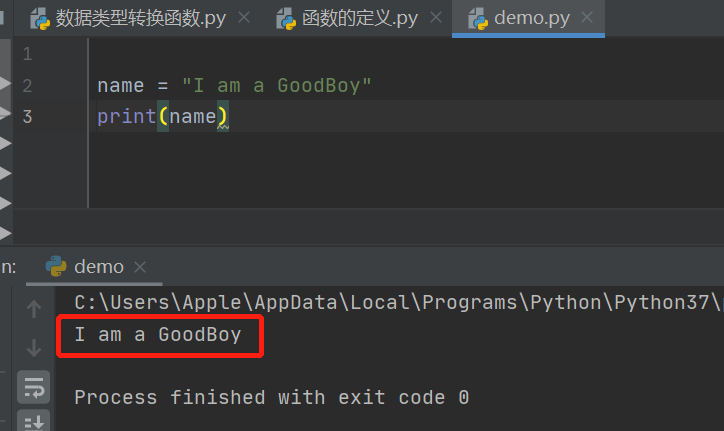 数据类型转换函数.py 函数的定义.py demo.py
1
2 name = "I am a GoodBoy"
3 print(name)
n: demo
C:\Users\Apple\AppData\Local\Programs\Python\Python37\
I am a GoodBoy
Process finished with exit code 0